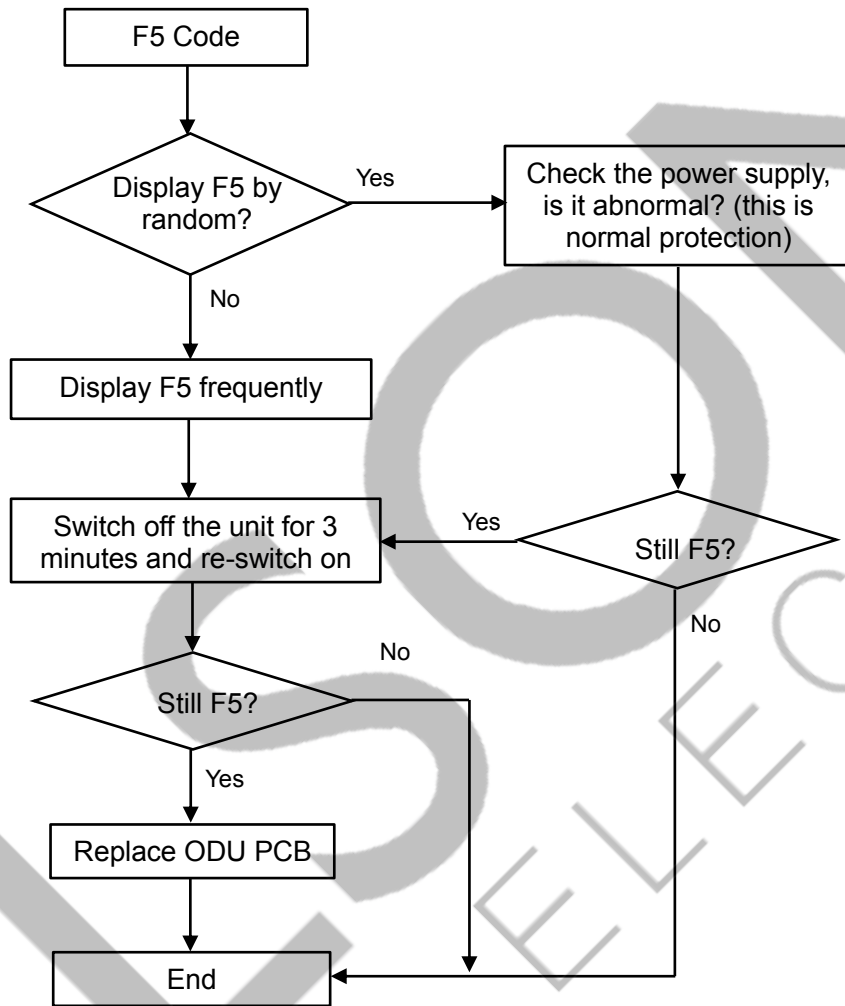 F5 Code
Display F5 by
random?
Yes
Check the power supply,
is it abnormal? (this is
normal protection)
No
Display F5 frequently
Switch off the unit for 3
minutes and re-switch on
Yes
Still F5?
No
No
Still F5?
Yes
Replace ODU PCB
End